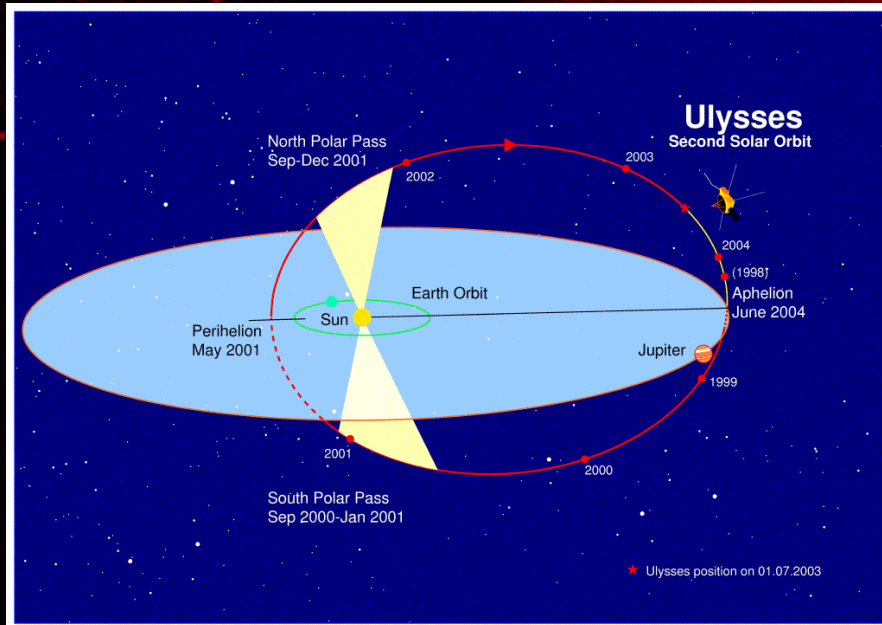 Ulysses
Second Solar Orbit
North Polar Pass
Sep-Dec 2001
2002
2003
2004
(1998)
Aphelion
June 2004
Earth Orbit
Sun
Perihelion
May 2001
Jupiter
1999
2001
2000
South Polar Pass
Sep 2000-Jan 2001
Ulysses position on 01.07.2003